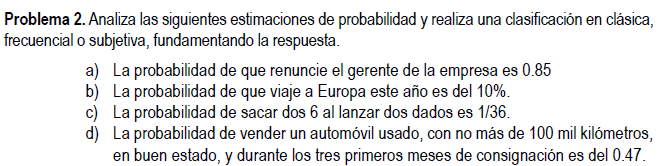 Problema 2. Analiza las siguientes estimaciones de probabilidad y realiza una clasificación en clásica,
frecuencial o subjetiva, fundamentando la respuesta.
a) La probabilidad de que renuncie el gerente de la empresa es 0.85
b) La probabilidad de que viaje a Europa este año es del 10%.
c) La probabilidad de sacar dos 6 al lanzar dos dados es 1/36.
d) La probabilidad de vender un automóvil usado, con no más de 100 mil kilómetros,
en buen estado, y durante los tres primeros meses de consignación es del 0.47.